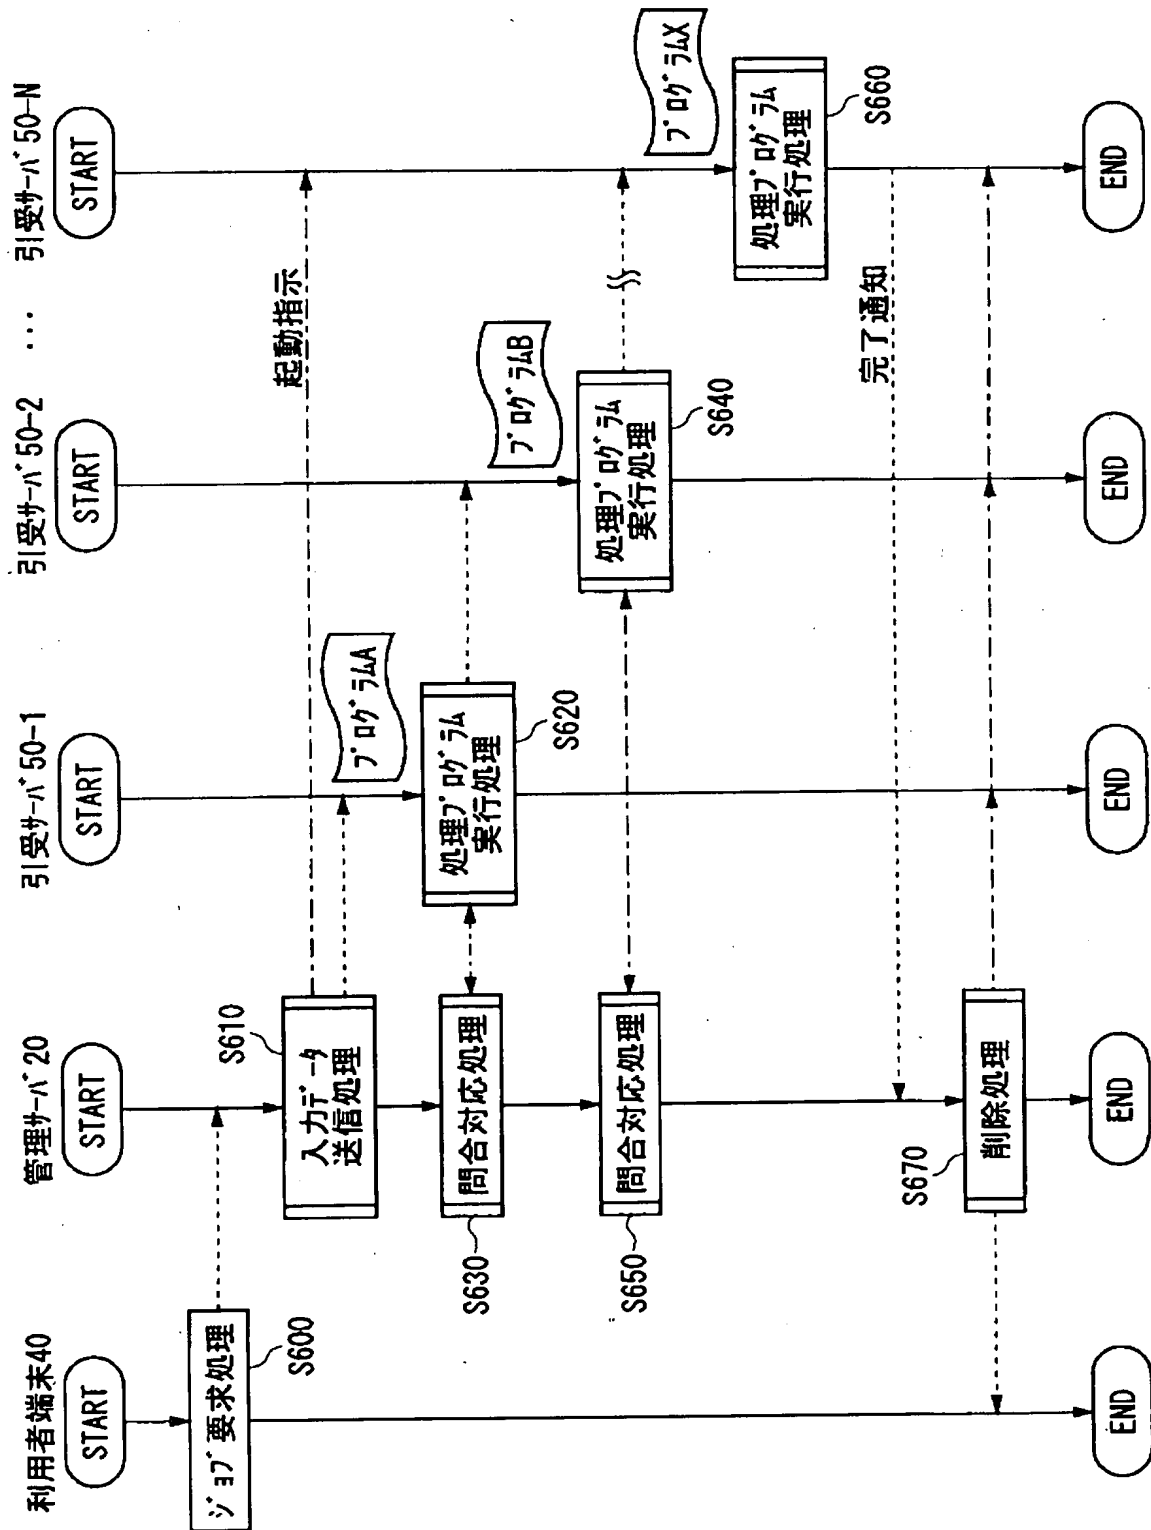 利用者端末40
管理サーバ20
引受サーバ50-1
引受サーバ50-2
...
引受サーバ50-N
START
START
START
START
START
ジョブ要求処理
S600
入力データ
送信処理
S610
起動指示
プログラムA
処理プログラム
実行処理
S620
問合対応処理
S630
プログラムB
処理プログラム
実行処理
S640
問合対応処理
S650
プログラムX
処理プログラム
実行処理
S660
完了通知
削除処理
S670
END
END
END
END
END